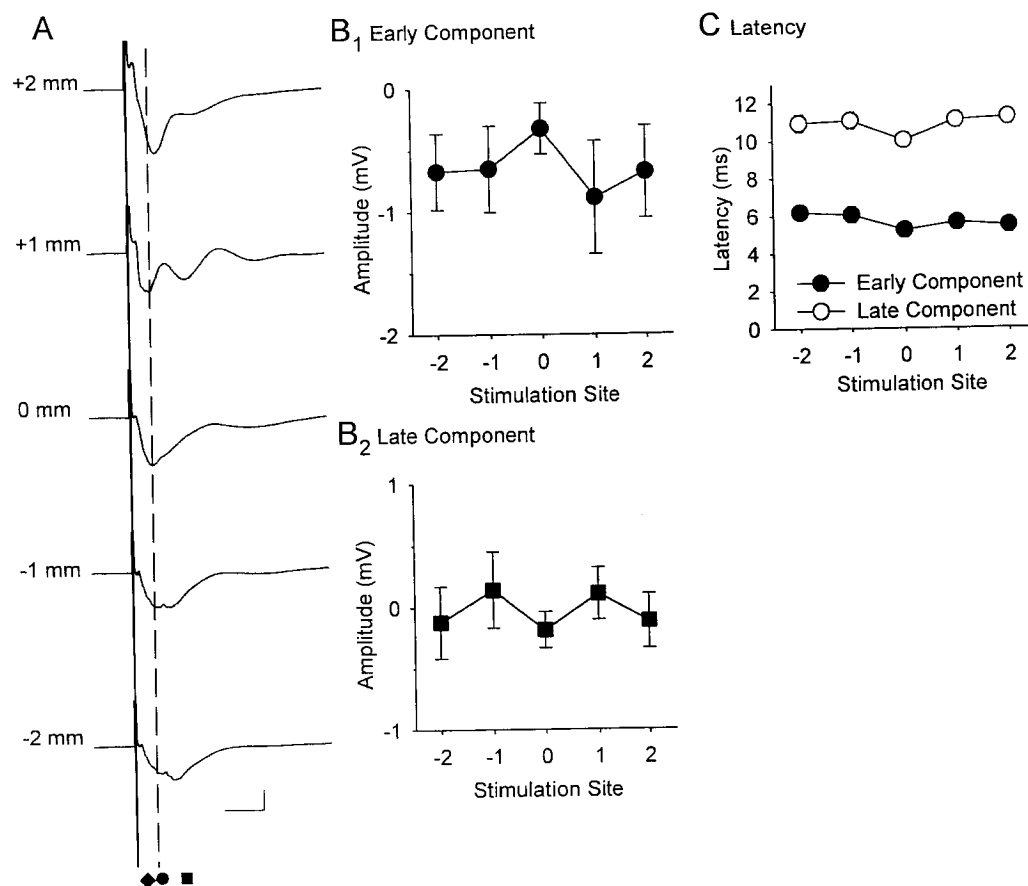 A
+2 mm
+1 mm
0 mm
-1 mm
-2 mm
B1 Early Component
0
-1
-2
Amplitude (mV)
-2 -1 0 1 2
Stimulation Site
B2 Late Component
1
0
-1
Amplitude (mV)
-2 -1 0 1 2
Stimulation Site
C Latency
12
10
8
6
4
2
0
Latency (ms)
Early Component
Late Component
-2 -1 0 1 2
Stimulation Site